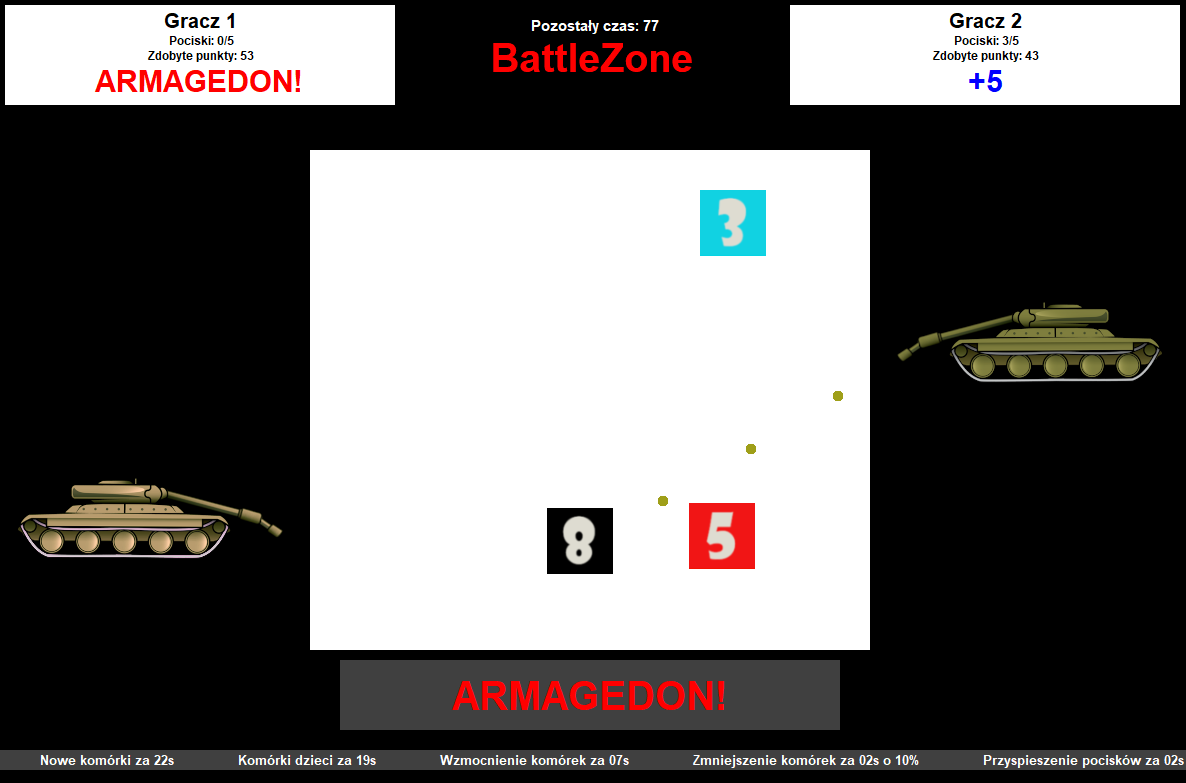 Gracz 1
Pociski: 0/5
Zdobyte punkty: 53
ARMAGEDON!
Pozostały czas: 77
BattleZone
Gracz 2
Pociski: 3/5
Zdobyte punkty: 43
+5
3
8
5
ARMAGEDON!
Nowe komórki za 22s
Komórki dzieci za 19s
Wzmocnienie komórek za 07s
Zmniejszenie komórek za 02s o 10%
Przyspieszenie pocisków za 02s